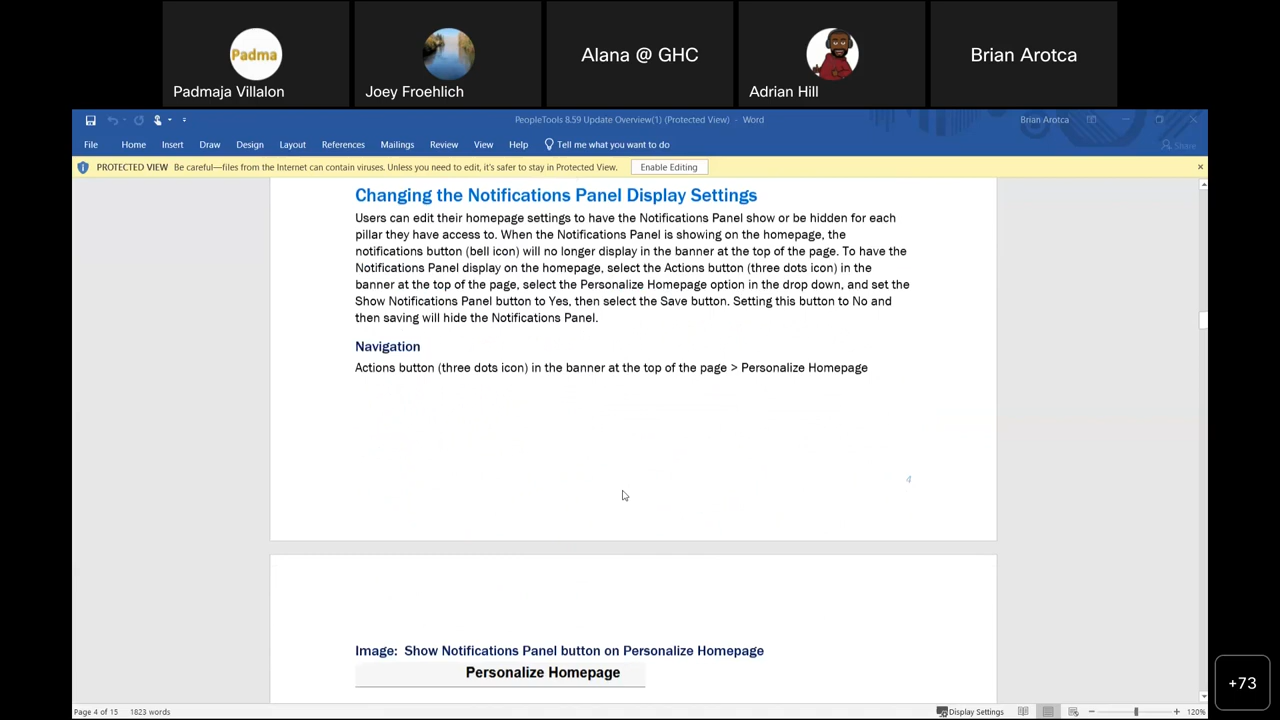 Padma
Padmaja Villalon
Joey Froehlich
Alana @ GHC
Adrian Hill
Brian Arotca
PeopleTools 8.59 Update Overview(1) (Protected View) - Word
Brian Arotca
File Home Insert Draw Design Layout References Mailings Review View Help Tell me what you want to do
Share
PROTECTED VIEW Be careful—files from the Internet can contain viruses. Unless you need to edit, it's safer to stay in Protected View. Enable Editing
Changing the Notifications Panel Display Settings
Users can edit their homepage settings to have the Notifications Panel show or be hidden for each
pillar they have access to. When the Notifications Panel is showing on the homepage, the
notifications button (bell icon) will no longer display in the banner at the top of the page. To have the
Notifications Panel display on the homepage, select the Actions button (three dots icon) in the
banner at the top of the page, select the Personalize Homepage option in the drop down, and set the
Show Notifications Panel button to Yes, then select the Save button. Setting this button to No and
then saving will hide the Notifications Panel.
Navigation
Actions button (three dots icon) in the banner at the top of the page > Personalize Homepage
4
Image: Show Notifications Panel button on Personalize Homepage
Personalize Homepage
+73
Page 4 of 15 1823 words
Display Settings
120%